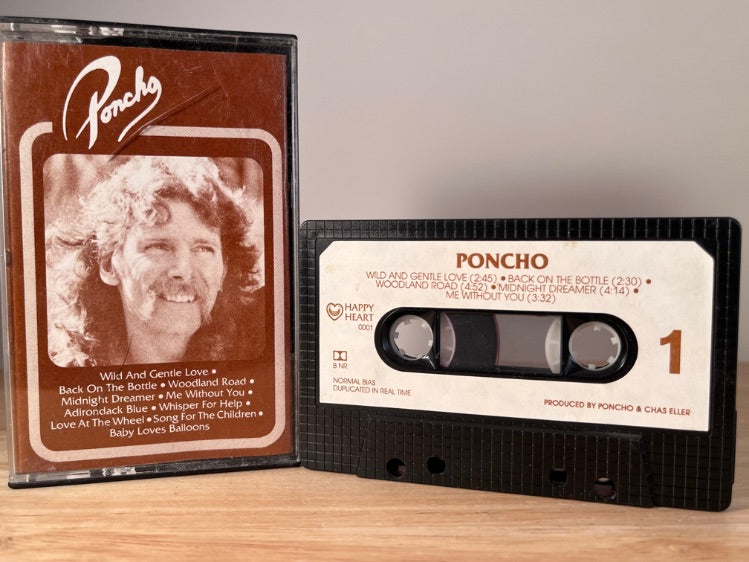 Poncho
Wild And Gentle Love •
Back On The Bottle • Woodland Road •
Midnight Dreamer • Me Without You •
Adirondack Blue • Whisper For Help •
Love At The Wheel • Song For The Children •
Baby Loves Balloons
PONCHO
WILD AND GENTLE LOVE (2:45) • BACK ON THE BOTTLE (2:30) •
WOODLAND ROAD (4:52) • MIDNIGHT DREAMER (4:14) •
ME WITHOUT YOU (3:32)
HAPPY
HEART
0001
1
B NR
NORMAL BIAS
DUPLICATED IN REAL TIME
PRODUCED BY PONCHO & CHAS ELLER